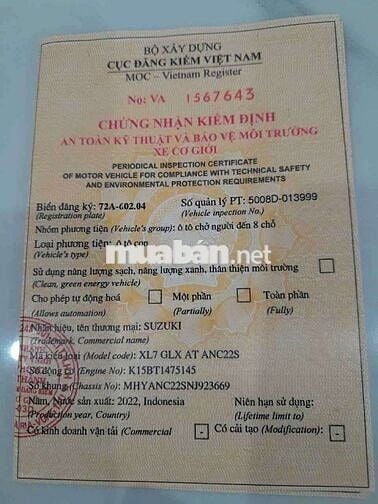 BỘ XÂY DỰNG
CỤC ĐĂNG KIỂM VIỆT NAM
MOC – Vietnam Register
No: VA 1567643
CHỨNG NHẬN KIỂM ĐỊNH
AN TOÀN KỸ THUẬT VÀ BẢO VỆ MÔI TRƯỜNG
XE CƠ GIỚI
PERIODICAL INSPECTION CERTIFICATE
OF MOTOR VEHICLE FOR COMPLIANCE WITH TECHNICAL SAFETY
AND ENVIRONMENTAL PROTECTION REQUIREMENTS
Biển đăng ký: 72A-602.04 Số quản lý PT: 5008D-013999
(Registration plate) (Vehicle inpection No.)
Nhóm phương tiện (Vehicle's group): ô tô chở người đến 8 chỗ
Loại phương tiện: ô tô con
(Vehicle's type)
muaban.net
Sử dụng năng lượng sạch, năng lượng xanh, thân thiện môi trường
(Clean, green energy vehicle)
Cho phép tự động hoá Một phần Toàn phần
(Allows automation) (Partially) (Fully)
Nhãn hiệu, tên thương mại: SUZUKI
(Trademark, Commercial name)
Mã kiểu loại (Model code): XL7 GLX AT ANC22S
Số động cơ (Engine No): K15BT1475145
Số khung (Chassis No): MHYANC22SNJ923669
Năm, Nước sản xuất: 2022, Indonesia Niên hạn sử dụng:
(Production year, Country) (Lifetime limit to)
Có kinh doanh vận tải (Commercial - Có cải tạo (Modification): -